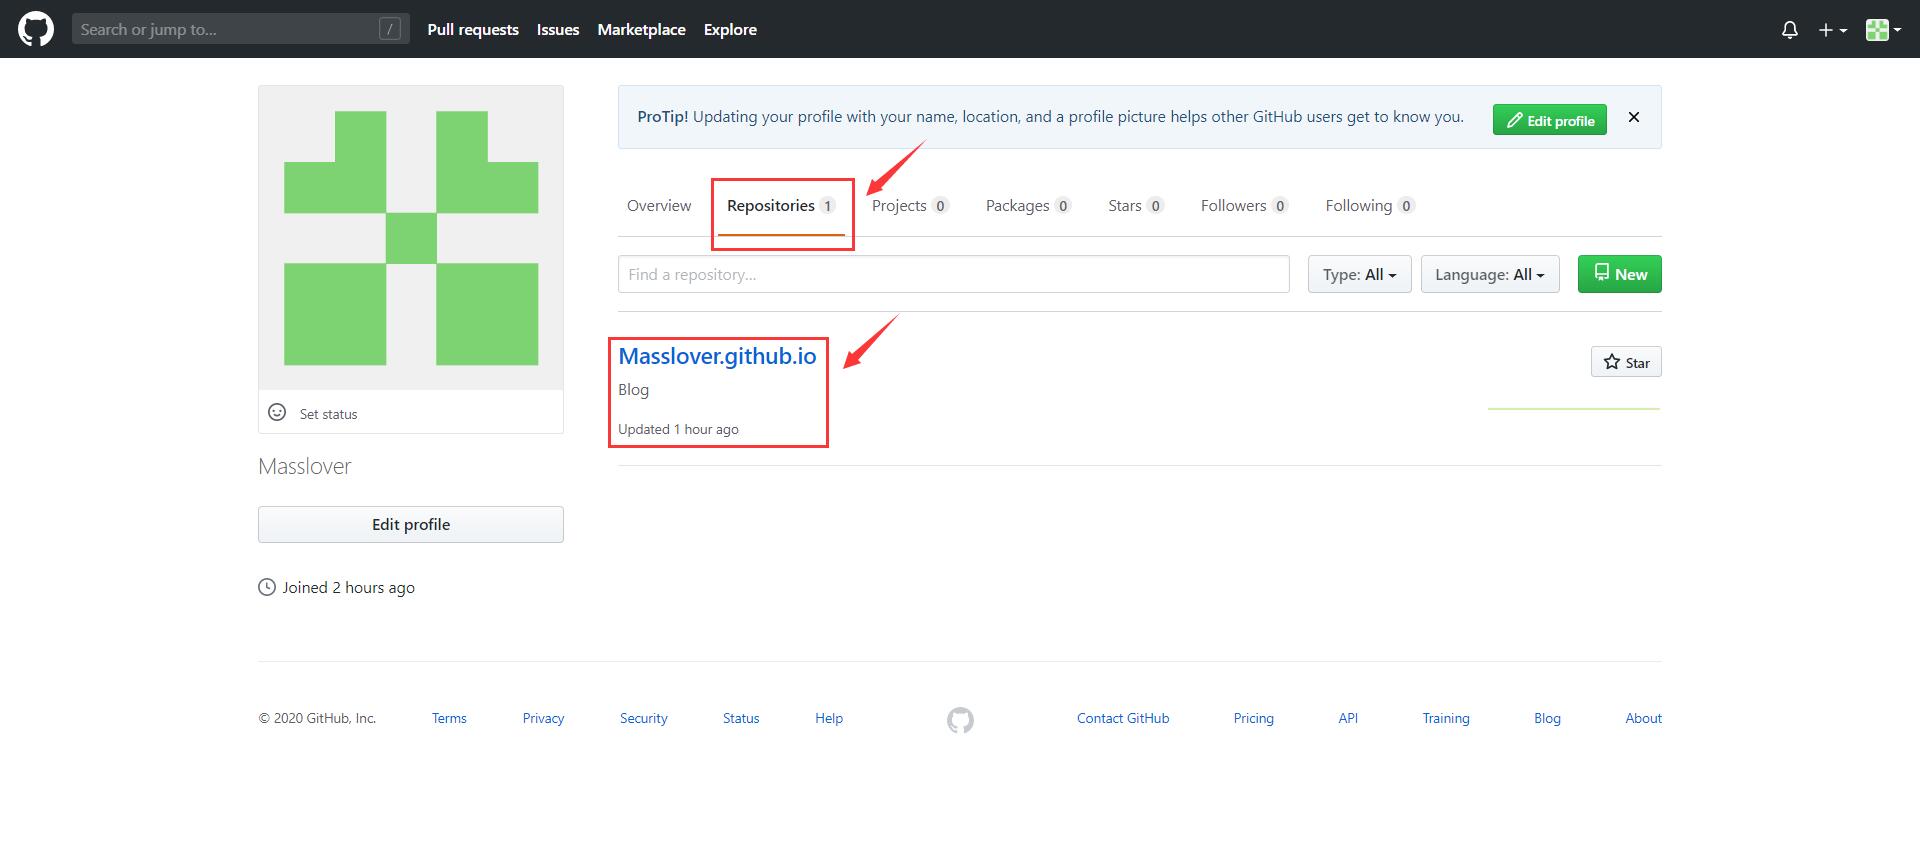 Search or jump to... /
Pull requests Issues Marketplace Explore
ProTip! Updating your profile with your name, location, and a profile picture helps other GitHub users get to know you.
Edit profile
Overview Repositories 1 Projects 0 Packages 0 Stars 0 Followers 0 Following 0
Find a repository...
Type: All
Language: All
New
Masslover.github.io
Star
Blog
Updated 1 hour ago
Set status
Masslover
Edit profile
Joined 2 hours ago
© 2020 GitHub, Inc. Terms Privacy Security Status Help Contact GitHub Pricing API Training Blog About